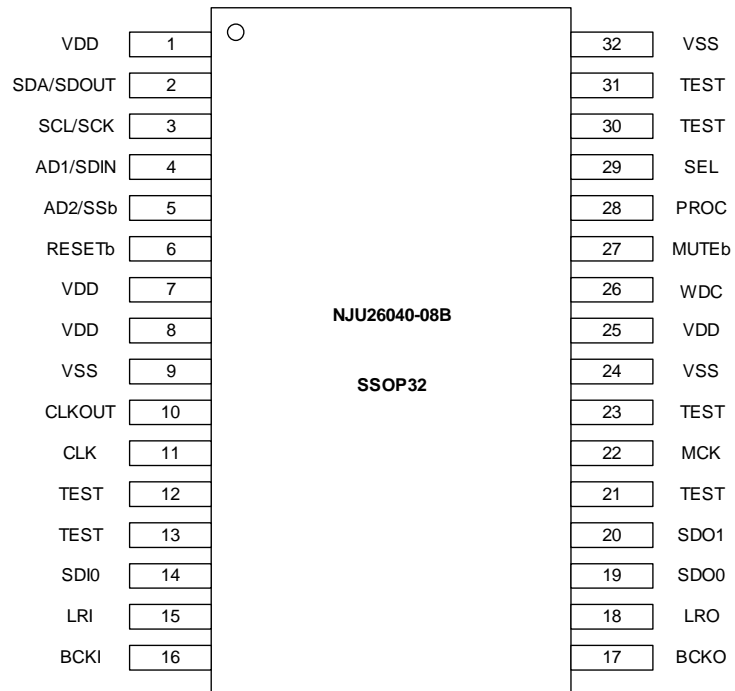 VDD 1 32 VSS
SDA/SDOUT 2 31 TEST
SCL/SCK 3 30 TEST
AD1/SDIN 4 29 SEL
AD2/SSb 5 28 PROC
RESETb 6 27 MUTEb
VDD 7 26 WDC
NJU26040-08B
VDD 8 25 VDD
VSS 9 24 VSS
SSOP32
CLKOUT 10 23 TEST
CLK 11 22 MCK
TEST 12 21 TEST
TEST 13 20 SDO1
SDI0 14 19 SDO0
LRI 15 18 LRO
BCKI 16 17 BCKO